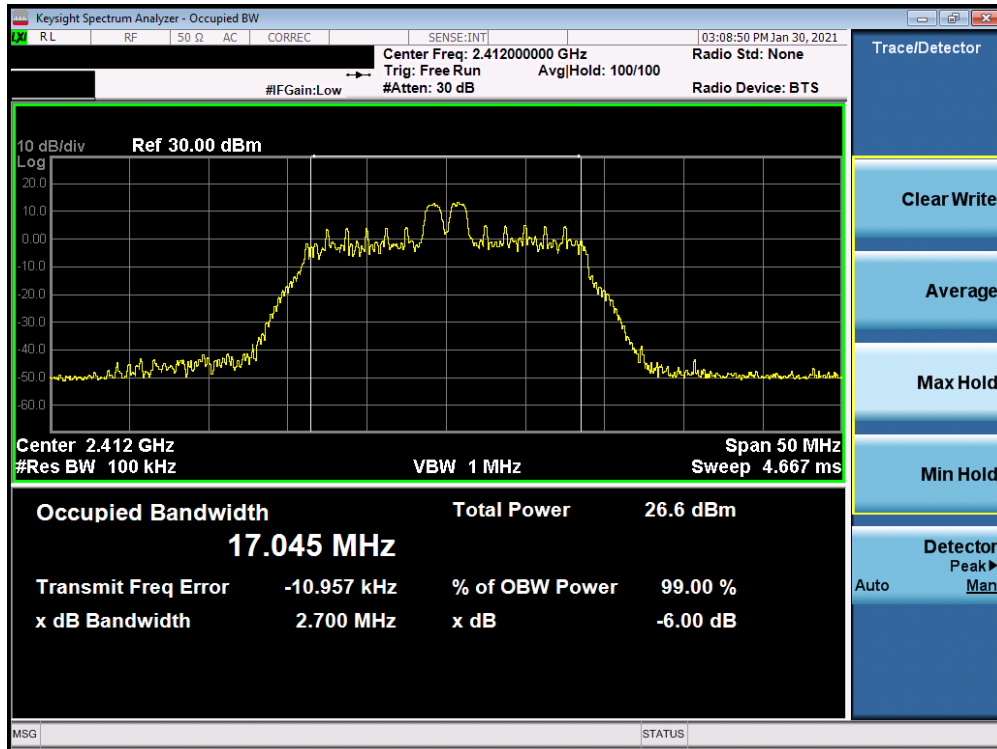 Keysight Spectrum Analyzer - Occupied BW
LXI RL RF 50 Ω AC CORREC SENSE:INT 03:08:50 PM Jan 30, 2021
Center Freq: 2.412000000 GHz Radio Std: None
Trig: Free Run Avg|Hold: 100/100
#IFGain:Low #Atten: 30 dB Radio Device: BTS
10 dB/div Ref 30.00 dBm
Log
20.0
10.0
0.00
-10.0
-20.0
-30.0
-40.0
-50.0
-60.0
Center 2.412 GHz Span 50 MHz
#Res BW 100 kHz VBW 1 MHz Sweep 4.667 ms
Occupied Bandwidth Total Power 26.6 dBm
17.045 MHz
Transmit Freq Error -10.957 kHz % of OBW Power 99.00 %
x dB Bandwidth 2.700 MHz x dB -6.00 dB
MSG STATUS
Trace/Detector
Clear Write
Average
Max Hold
Min Hold
Detector
Peak▶
Auto Man